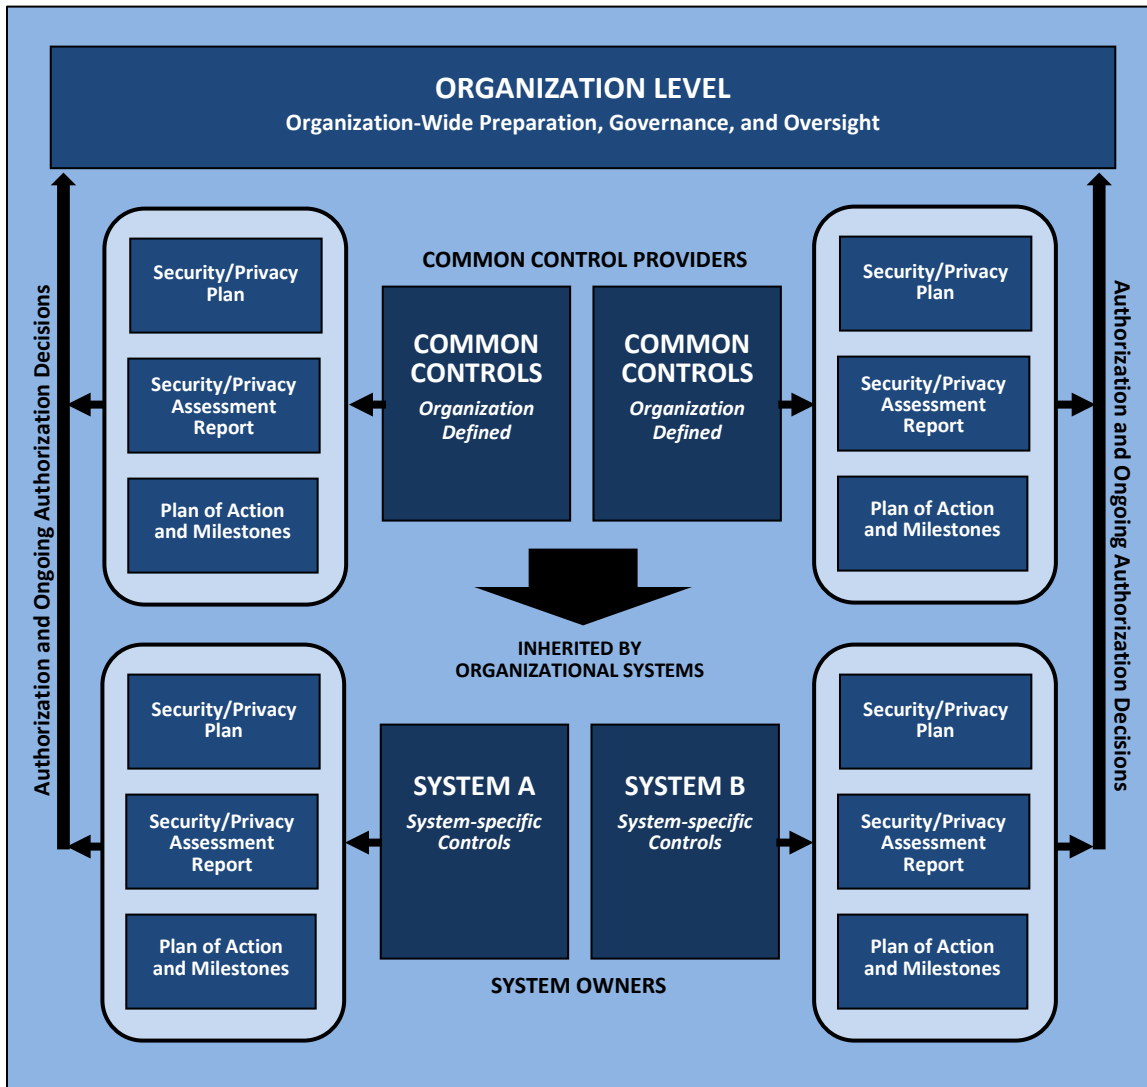 ORGANIZATION LEVEL
Organization-Wide Preparation, Governance, and Oversight
Authorization and Ongoing Authorization Decisions
Security/Privacy
Plan
Security/Privacy
Assessment
Report
Plan of Action
and Milestones
COMMON CONTROL PROVIDERS
COMMON
CONTROLS
Organization
Defined
COMMON
CONTROLS
Organization
Defined
Security/Privacy
Plan
Security/Privacy
Assessment
Report
Plan of Action
and Milestones
Authorization and Ongoing Authorization Decisions
INHERITED BY
ORGANIZATIONAL SYSTEMS
Security/Privacy
Plan
Security/Privacy
Assessment
Report
Plan of Action
and Milestones
SYSTEM A
System-specific
Controls
SYSTEM B
System-specific
Controls
SYSTEM OWNERS
Security/Privacy
Plan
Security/Privacy
Assessment
Report
Plan of Action
and Milestones